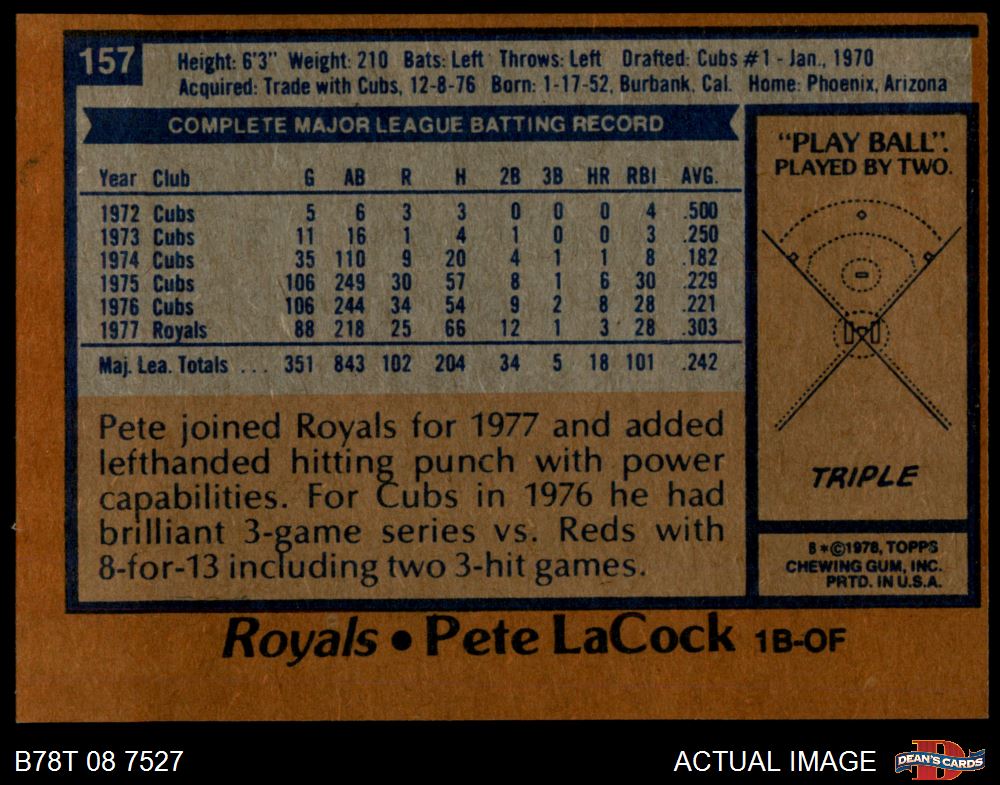 157
Height: 6'3" Weight: 210 Bats: Left Throws: Left Drafted: Cubs #1 - Jan., 1970
Acquired: Trade with Cubs, 12-8-76 Born: 1-17-52, Burbank, Cal. Home: Phoenix, Arizona
COMPLETE MAJOR LEAGUE BATTING RECORD
Year Club G AB R H 2B 3B HR RBI AVG.
1972 Cubs 5 6 3 3 0 0 0 4 .500
1973 Cubs 11 16 1 4 1 0 0 3 .250
1974 Cubs 35 110 9 20 4 1 1 8 .182
1975 Cubs 106 249 30 57 8 1 6 30 .229
1976 Cubs 106 244 34 54 9 2 8 28 .221
1977 Royals 88 218 25 66 12 1 3 28 .303
Maj. Lea. Totals ... 351 843 102 204 34 5 18 101 .242
Pete joined Royals for 1977 and added
lefthanded hitting punch with power
capabilities. For Cubs in 1976 he had
brilliant 3-game series vs. Reds with
8-for-13 including two 3-hit games.
"PLAY BALL".
PLAYED BY TWO.
TRIPLE
B*©1978, TOPPS
CHEWING GUM, INC.
PRTD. IN U.S.A.
Royals • Pete LaCock 1B-OF
B78T 08 7527
ACTUAL IMAGE
DEAN'S CARDS